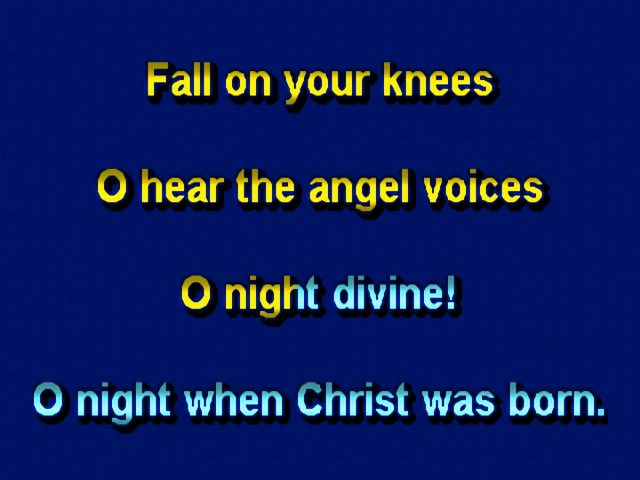 Fall on your knees
O hear the angel voices
O night divine!
O night when Christ was born.